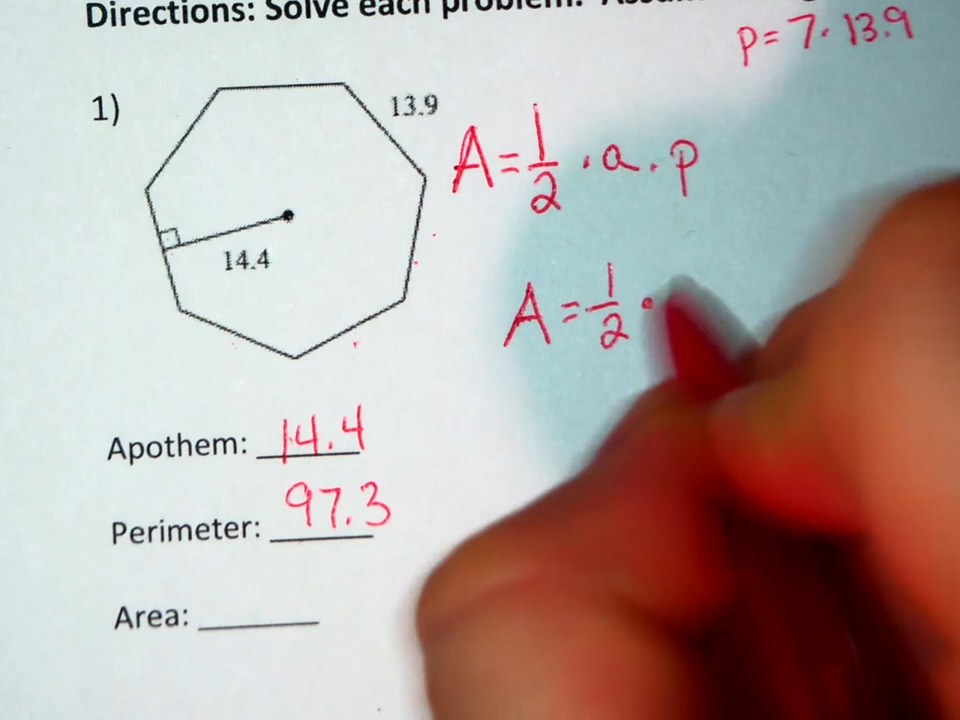 Directions: Solve each problem.
p = 7 · 13.9
1)
13.9
A = 1/2 · a · p
14.4
A = 1/2 ·
Apothem: 14.4
Perimeter: 97.3
Area: ______